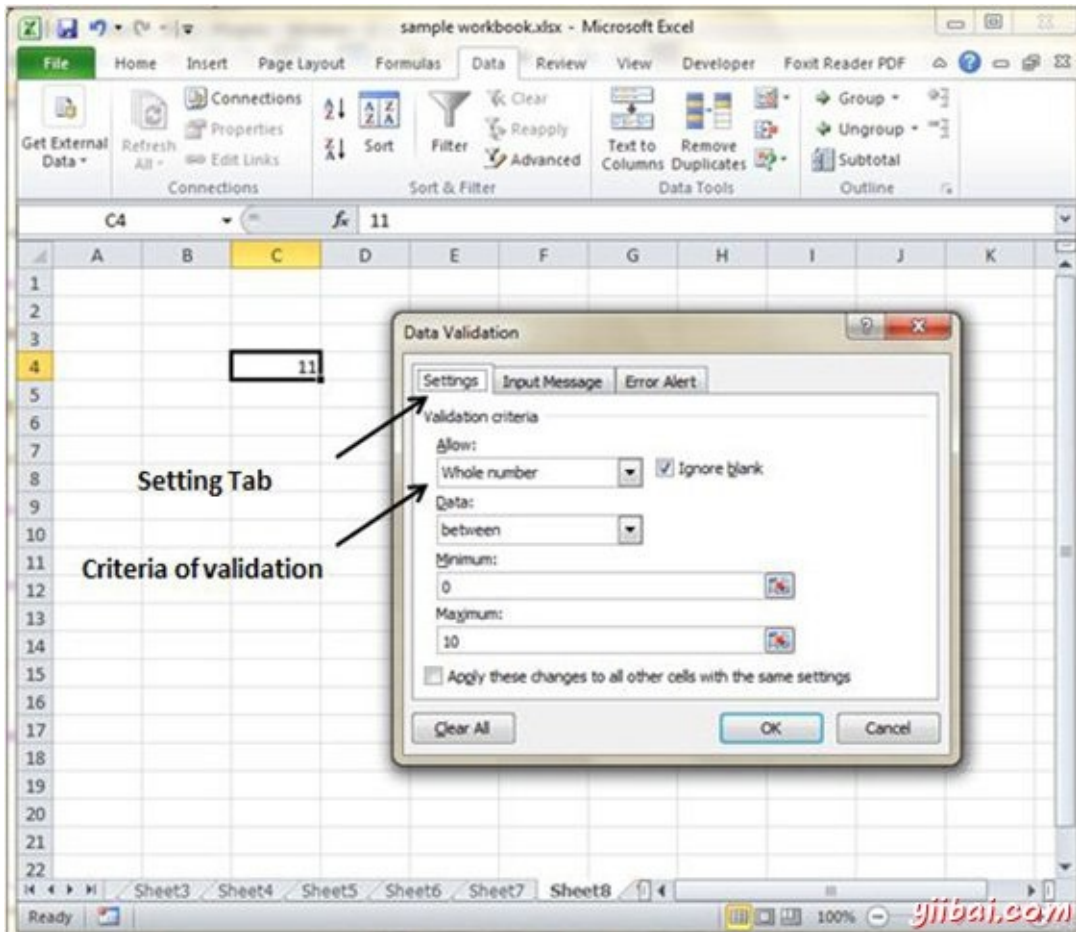 sample workbook.xlsx - Microsoft Excel
File Home Insert Page Layout Formulas Data Review View Developer Foxit Reader PDF
Get External Data
Refresh All
Connections
Properties
Edit Links
Connections
Sort
Filter
Clear
Reapply
Advanced
Sort & Filter
Text to Columns
Remove Duplicates
Data Tools
Group
Ungroup
Subtotal
Outline
C4 fx 11
A B C D E F G H I J K
1
2
3
4 11
5
6
7
8
9
10
11
12
13
14
15
16
17
18
19
20
21
22
Data Validation
Settings Input Message Error Alert
Validation criteria
Allow:
Whole number Ignore blank
Data:
between
Minimum:
0
Maximum:
10
Apply these changes to all other cells with the same settings
Clear All OK Cancel
Setting Tab
Criteria of validation
Sheet3 Sheet4 Sheet5 Sheet6 Sheet7 Sheet8
Ready 100%
yiibai.com